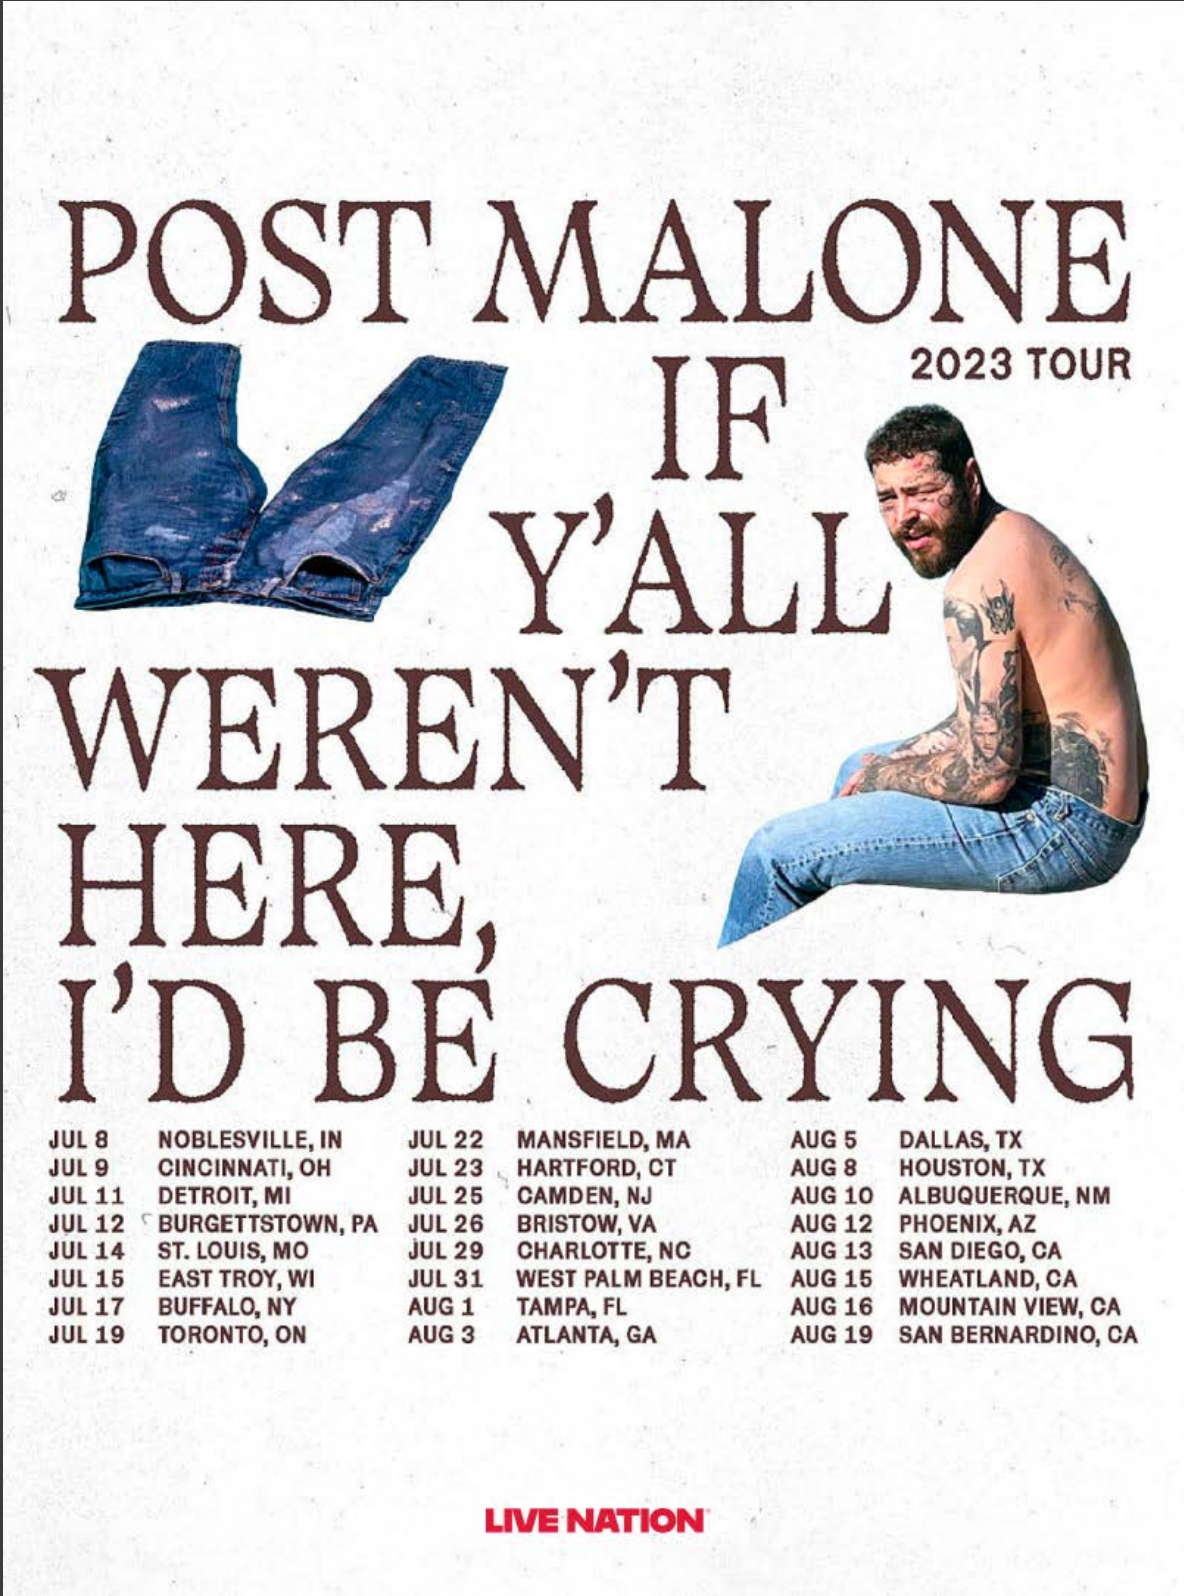 POST MALONE
2023 TOUR
IF
Y'ALL
WEREN'T
HERE,
I'D BE CRYING
JUL 8 NOBLESVILLE, IN
JUL 9 CINCINNATI, OH
JUL 11 DETROIT, MI
JUL 12 BURGETTSTOWN, PA
JUL 14 ST. LOUIS, MO
JUL 15 EAST TROY, WI
JUL 17 BUFFALO, NY
JUL 19 TORONTO, ON
JUL 22 MANSFIELD, MA
JUL 23 HARTFORD, CT
JUL 25 CAMDEN, NJ
JUL 26 BRISTOW, VA
JUL 29 CHARLOTTE, NC
JUL 31 WEST PALM BEACH, FL
AUG 1 TAMPA, FL
AUG 3 ATLANTA, GA
AUG 5 DALLAS, TX
AUG 8 HOUSTON, TX
AUG 10 ALBUQUERQUE, NM
AUG 12 PHOENIX, AZ
AUG 13 SAN DIEGO, CA
AUG 15 WHEATLAND, CA
AUG 16 MOUNTAIN VIEW, CA
AUG 19 SAN BERNARDINO, CA
LIVE NATION